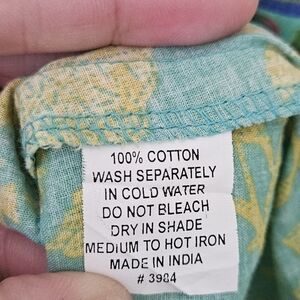 100% COTTON
WASH SEPARATELY
IN COLD WATER
DO NOT BLEACH
DRY IN SHADE
MEDIUM TO HOT IRON
MADE IN INDIA
# 3984